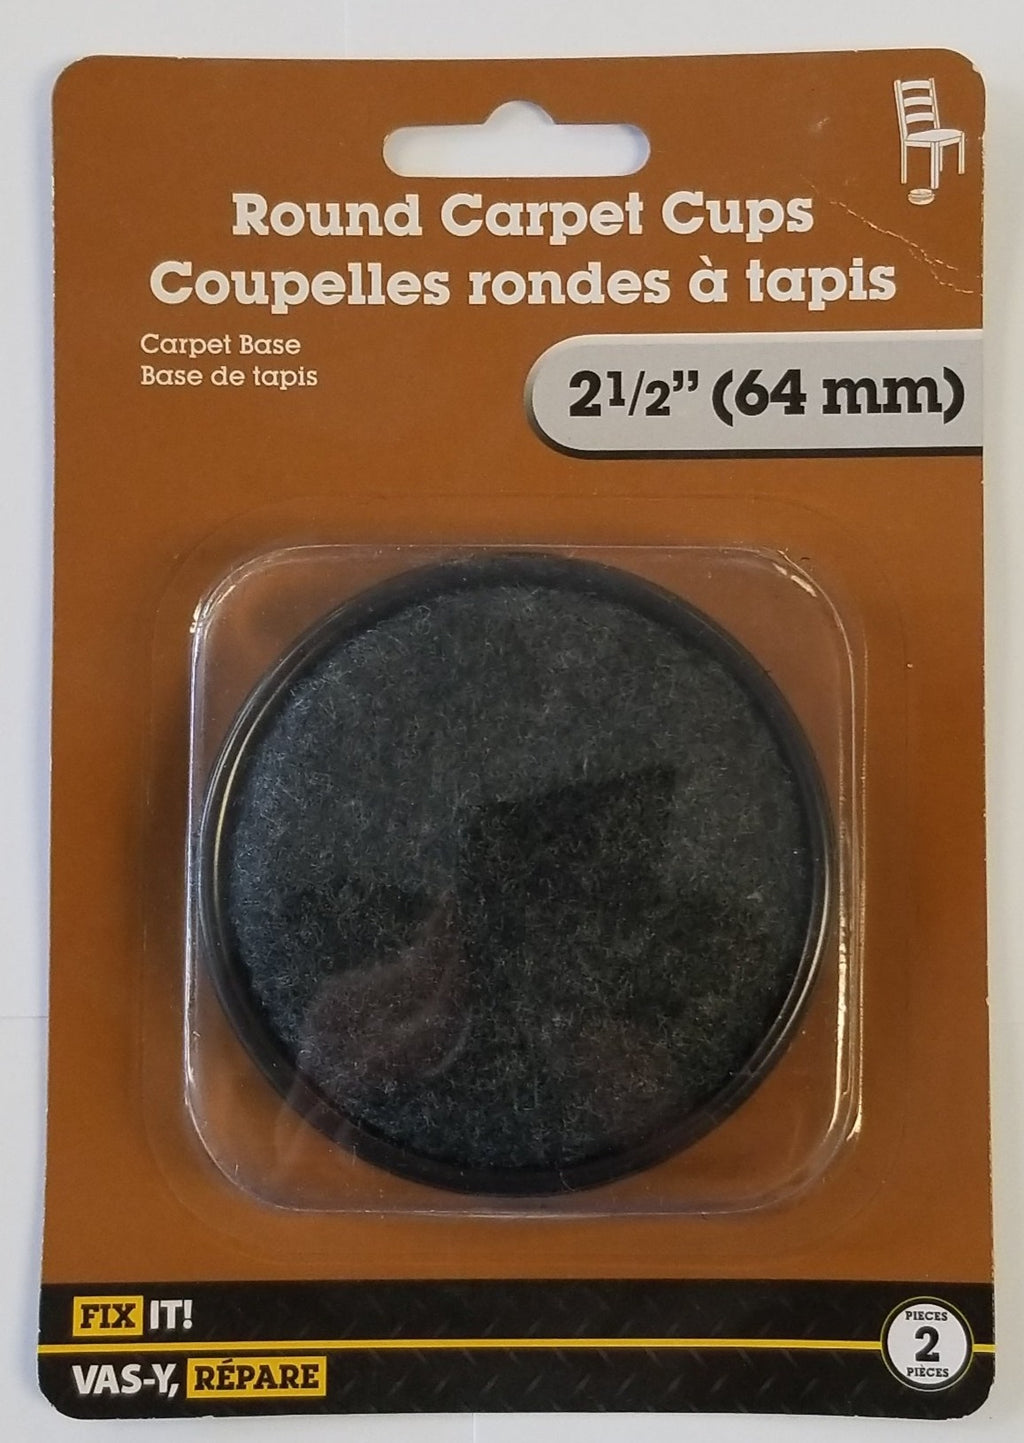 Round Carpet Cups
Coupelles rondes à tapis
Carpet Base
Base de tapis
2 1/2” (64 mm)
FIX IT!
VAS-Y, RÉPARE
PIECES
2
PIÈCES